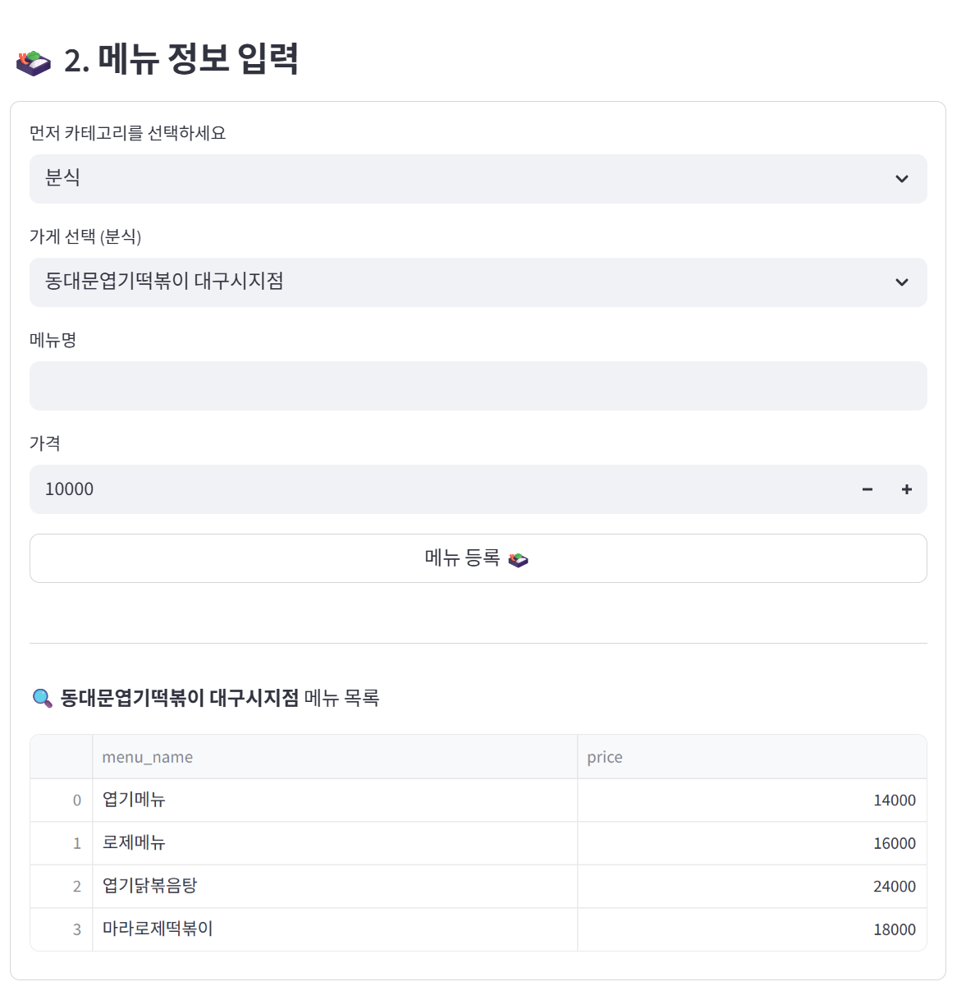 2. 메뉴 정보 입력
먼저 카테고리를 선택하세요
분식
가게 선택 (분식)
동대문엽기떡볶이 대구시지점
메뉴명
가격
10000
메뉴 등록
동대문엽기떡볶이 대구시지점 메뉴 목록
menu_name price
0 엽기메뉴 14000
1 로제메뉴 16000
2 엽기닭볶음탕 24000
3 마라로제떡볶이 18000